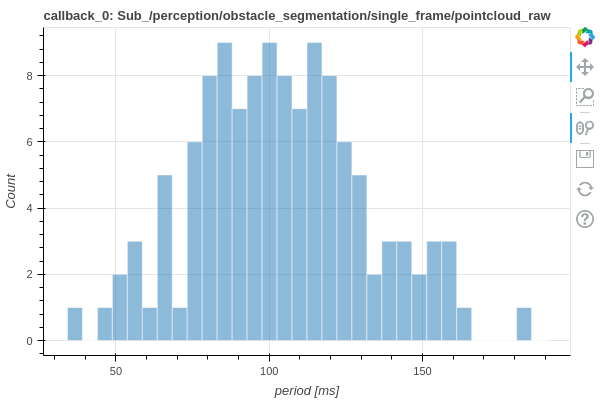 callback_0: Sub_/perception/obstacle_segmentation/single_frame/pointcloud_raw
8
6
4
2
0
Count
50
100
150
period [ms]